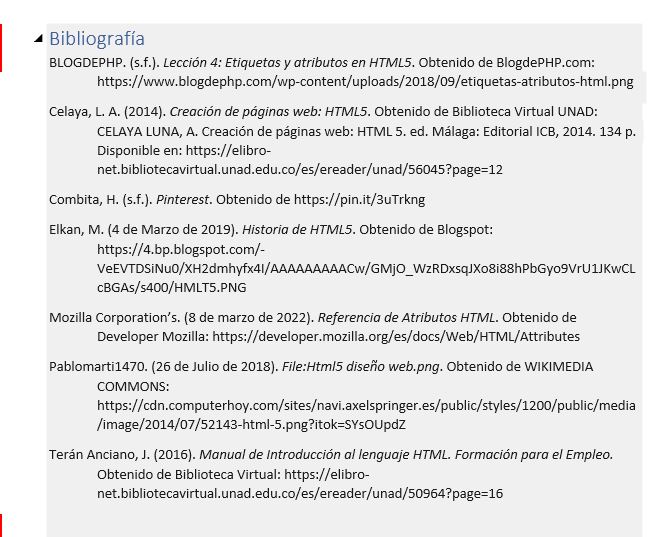 Bibliografía
BLOGDEPHP. (s.f.). Lección 4: Etiquetas y atributos en HTML5. Obtenido de BlogdePHP.com:
https://www.blogdephp.com/wp-content/uploads/2018/09/etiquetas-atributos-html.png
Celaya, L. A. (2014). Creación de páginas web: HTML5. Obtenido de Biblioteca Virtual UNAD:
CELAYA LUNA, A. Creación de páginas web: HTML 5. ed. Málaga: Editorial ICB, 2014. 134 p.
Disponible en: https://elibro-
net.bibliotecavirtual.unad.edu.co/es/ereader/unad/56045?page=12
Combita, H. (s.f.). Pinterest. Obtenido de https://pin.it/3uTrkng
Elkan, M. (4 de Marzo de 2019). Historia de HTML5. Obtenido de Blogspot:
https://4.bp.blogspot.com/-
VeEVTDSiNu0/XH2dmhyfx4I/AAAAAAAAACw/GMjO_WzRDxsqJXo8i88hPbGyo9VrU1JKwCL
cBGAs/s400/HMLT5.PNG
Mozilla Corporation’s. (8 de marzo de 2022). Referencia de Atributos HTML. Obtenido de
Developer Mozilla: https://developer.mozilla.org/es/docs/Web/HTML/Attributes
Pablomarti1470. (26 de Julio de 2018). File:Html5 diseño web.png. Obtenido de WIKIMEDIA
COMMONS:
https://cdn.computerhoy.com/sites/navi.axelspringer.es/public/styles/1200/public/media
/image/2014/07/52143-html-5.png?itok=SYsOUpdZ
Terán Anciano, J. (2016). Manual de Introducción al lenguaje HTML. Formación para el Empleo.
Obtenido de Biblioteca Virtual: https://elibro-
net.bibliotecavirtual.unad.edu.co/es/ereader/unad/50964?page=16